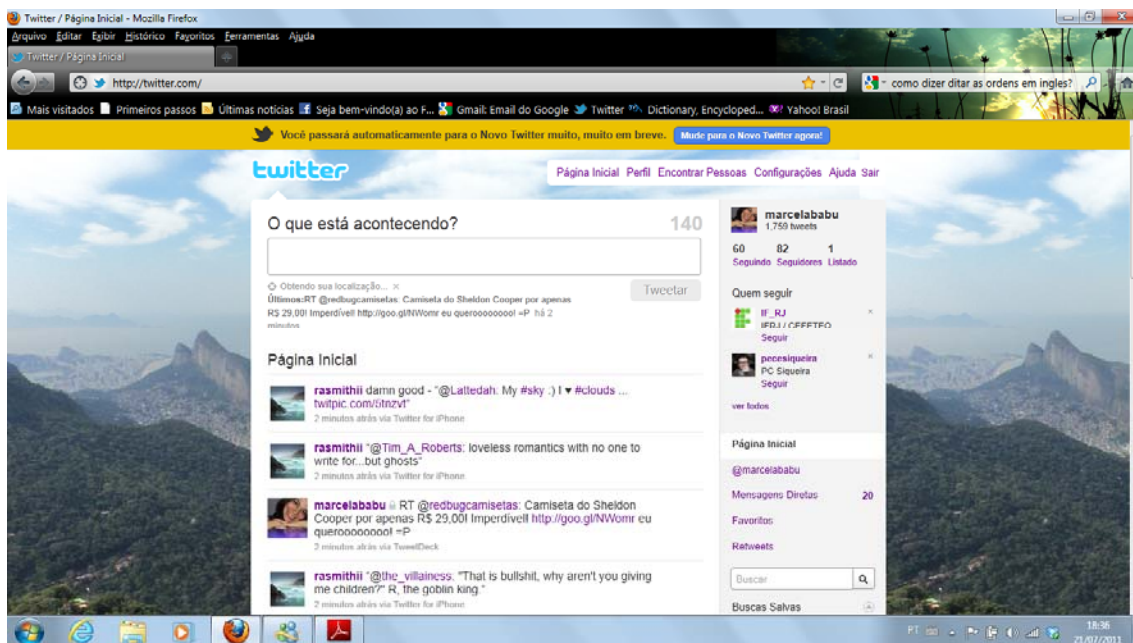 Twitter / Página Inicial - Mozilla Firefox
Arquivo Editar Exibir Histórico Favoritos Ferramentas Ajuda
Twitter / Página Inicial
http://twitter.com/
como dizer ditar as ordens em ingles?
Mais visitados Primeiros passos Últimas notícias Seja bem-vindo(a) ao F... Gmail: Email do Google Twitter Dictionary, Encycloped... Yahoo! Brasil
Você passará automaticamente para o Novo Twitter muito, muito em breve. Mude para o Novo Twitter agora!
twitter
Página Inicial Perfil Encontrar Pessoas Configurações Ajuda Sair
O que está acontecendo? 140
Obtendo sua localização... ×
Tweetar
Últimos:RT @redbugcamisetas: Camiseta do Sheldon Cooper por apenas
R$ 29,00! Imperdível! http://goo.gl/NWomr eu queroooooooo! =P há 2
minutos
Página Inicial
rasmithii damn good - "@Lattedah: My #sky :) I ♥ #clouds ...
twitpic.com/5tnzvf"
2 minutos atrás via Twitter for iPhone
rasmithii "@Tim_A_Roberts: loveless romantics with no one to
write for...but ghosts"
2 minutos atrás via Twitter for iPhone
marcelababu RT @redbugcamisetas: Camiseta do Sheldon
Cooper por apenas R$ 29,00! Imperdível! http://goo.gl/NWomr eu
queroooooooo! =P
2 minutos atrás via TweetDeck
rasmithii "@the_villainess: "That is bullshit, why aren't you giving
me children?" R, the goblin king."
2 minutos atrás via Twitter for iPhone
marcelababu
1,759 tweets
60 82 1
Seguindo Seguidores Listado
Quem seguir
IF_RJ ×
IFRJ / CEFETEQ
Seguir
pecesiqueira ×
PC Siqueira
Seguir
ver todos
Página Inicial
@marcelababu
Mensagens Diretas 20
Favoritos
Retweets
Buscar
Buscas Salvas
PT
18:36
21/07/2011